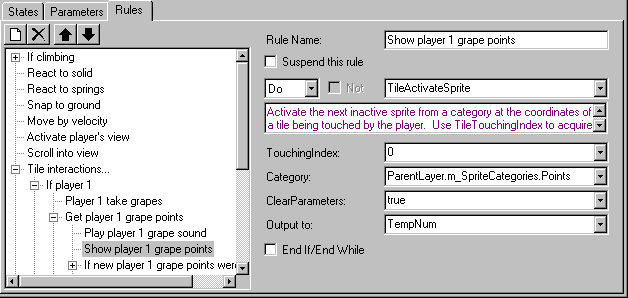 States
Parameters
Rules
If climbing
React to solid
React to springs
Snap to ground
Move by velocity
Activate player's view
Scroll into view
Tile interactions...
If player 1
Player 1 take grapes
Get player 1 grape points
Play player 1 grape sound
Show player 1 grape points
If new player 1 grape points were
Rule Name: Show player 1 grape points
Suspend this rule
Do Not TileActivateSprite
Activate the next inactive sprite from a category at the coordinates of
a tile being touched by the player. Use TileTouchingIndex to acquire
TouchingIndex: 0
Category: ParentLayer.m_SpriteCategories.Points
ClearParameters: true
Output to: TempNum
End If/End While